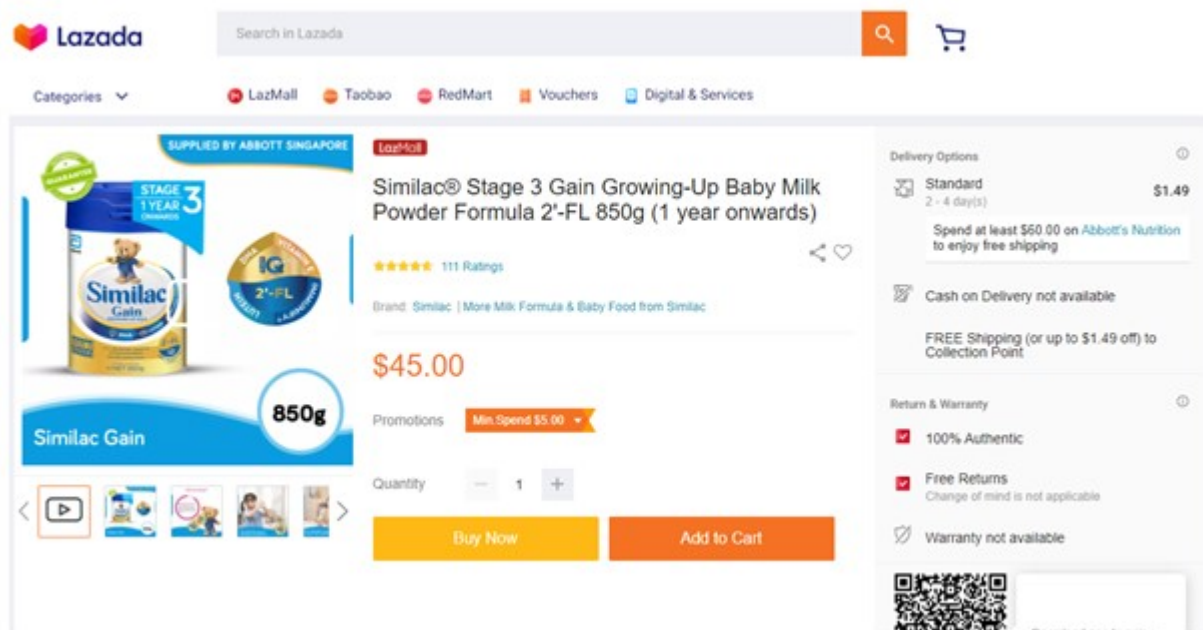 Lazada
Search in Lazada
Categories
LazMall
Taobao
RedMart
Vouchers
Digital & Services
SUPPLIED BY ABBOTT SINGAPORE
GUARANTEE
STAGE 3
1 YEAR
ONWARDS
Similac
Gain
IQ
2'-FL
DHA
VITAMIN E
LUTEIN
850g
Similac Gain
LazMall
Similac® Stage 3 Gain Growing-Up Baby Milk
Powder Formula 2'-FL 850g (1 year onwards)
111 Ratings
Brand: Similac | More Milk Formula & Baby Food from Similac
$45.00
Promotions
Min.Spend $5.00
Quantity
1
Buy Now
Add to Cart
Delivery Options
Standard
$1.49
2 - 4 day(s)
Spend at least $60.00 on Abbott's Nutrition
to enjoy free shipping
Cash on Delivery not available
FREE Shipping (or up to $1.49 off) to
Collection Point
Return & Warranty
100% Authentic
Free Returns
Change of mind is not applicable
Warranty not available